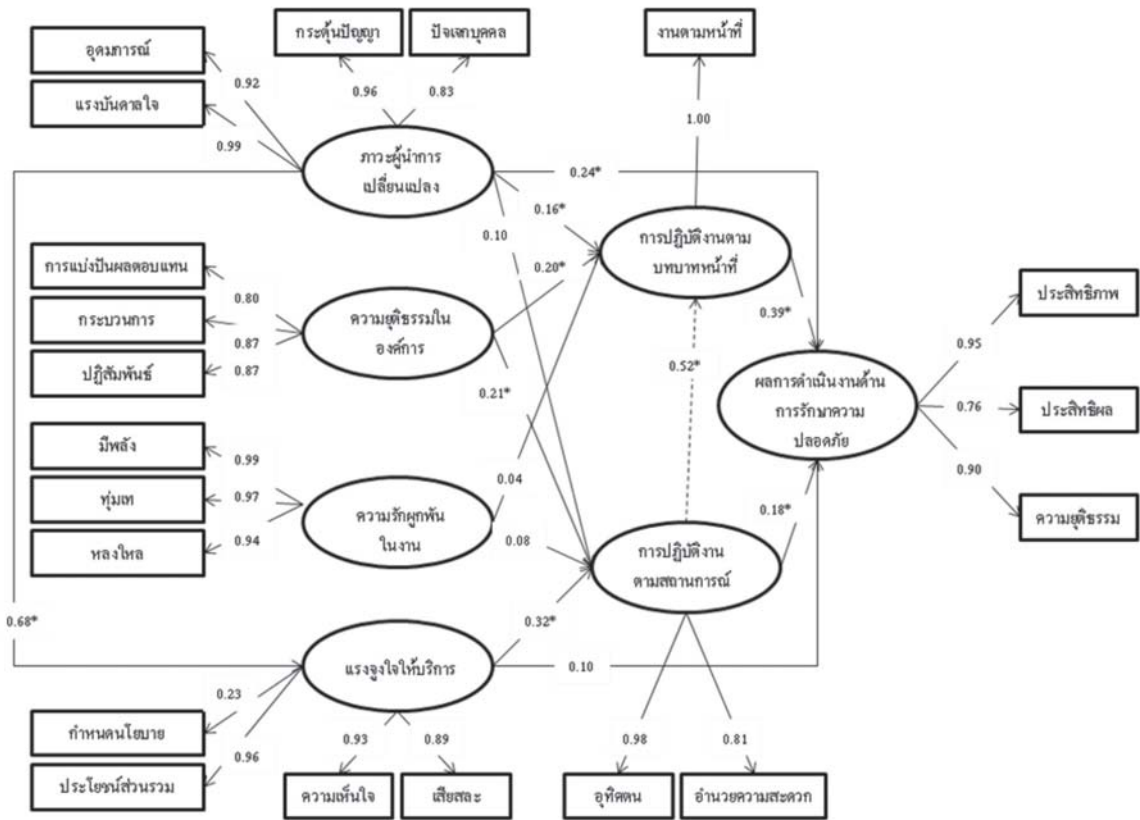 กระตุ้นปัญญา
ปัจเจกบุคคล
งานตามหน้าที่
อุดมการณ์
0.92
แรงบันดาลใจ
0.99
0.96
0.83
1.00
ภาวะผู้นำการ
เปลี่ยนแปลง
0.24*
0.16*
0.10
การปฏิบัติงานตาม
บทบาทหน้าที่
การแบ่งปันผลตอบแทน
0.80
กระบวนการ
0.87
ปฏิสัมพันธ์
0.87
ความยุติธรรมใน
องค์การ
0.20*
0.21*
0.39*
0.52*
ประสิทธิภาพ
0.95
ผลการดำเนินงานด้าน
การรักษาความ
ปลอดภัย
0.76
ประสิทธิผล
0.90
ความยุติธรรม
มีพลัง
0.99
ทุ่มเท
0.97
หลงใหล
0.94
ความรักผูกพัน
ในงาน
0.04
0.08
การปฏิบัติงาน
ตามสถานการณ์
0.18*
0.68*
แรงจูงใจให้บริการ
0.32*
0.10
0.23
กำหนดนโยบาย
0.96
ประโยชน์ส่วนรวม
0.93
0.89
0.98
0.81
ความเห็นใจ
เสียสละ
อุทิศตน
อำนวยความสะดวก